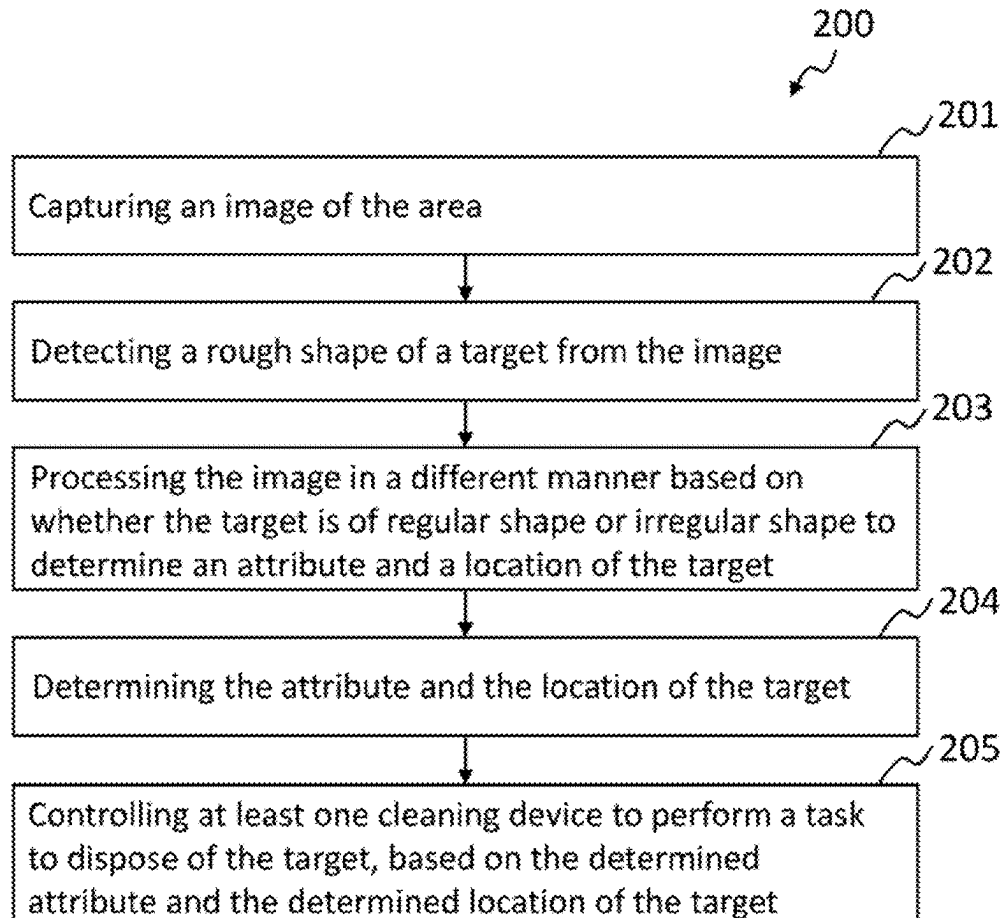 200
201
Capturing an image of the area
202
Detecting a rough shape of a target from the image
203
Processing the image in a different manner based on
whether the target is of regular shape or irregular shape to
determine an attribute and a location of the target
204
Determining the attribute and the location of the target
205
Controlling at least one cleaning device to perform a task
to dispose of the target, based on the determined
attribute and the determined location of the target